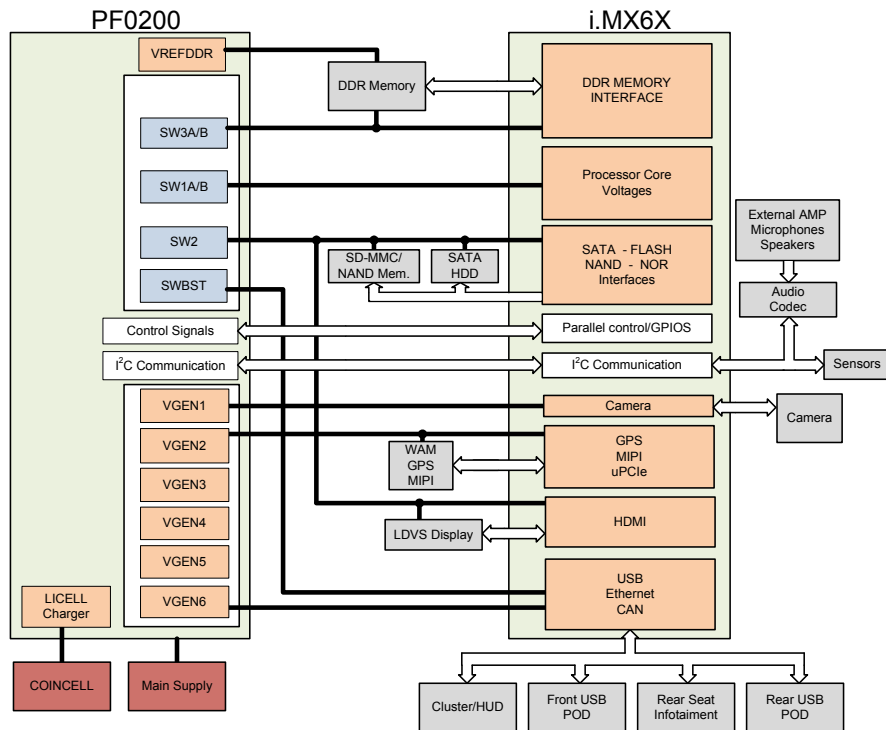 PF0200
i.MX6X
VREFDDR
DDR Memory
DDR MEMORY
INTERFACE
SW3A/B
SW1A/B
Processor Core
Voltages
External AMP
Microphones
Speakers
SW2
SD-MMC/
NAND Mem.
SATA
HDD
SATA - FLASH
NAND - NOR
Interfaces
SWBST
Audio
Codec
Control Signals
Parallel control/GPIOS
I²C Communication
I²C Communication
Sensors
VGEN1
Camera
Camera
VGEN2
WAM
GPS
MIPI
GPS
MIPI
uPCIe
VGEN3
VGEN4
LDVS Display
HDMI
VGEN5
LICELL
Charger
VGEN6
USB
Ethernet
CAN
COINCELL
Main Supply
Cluster/HUD
Front USB
POD
Rear Seat
Infotaiment
Rear USB
POD